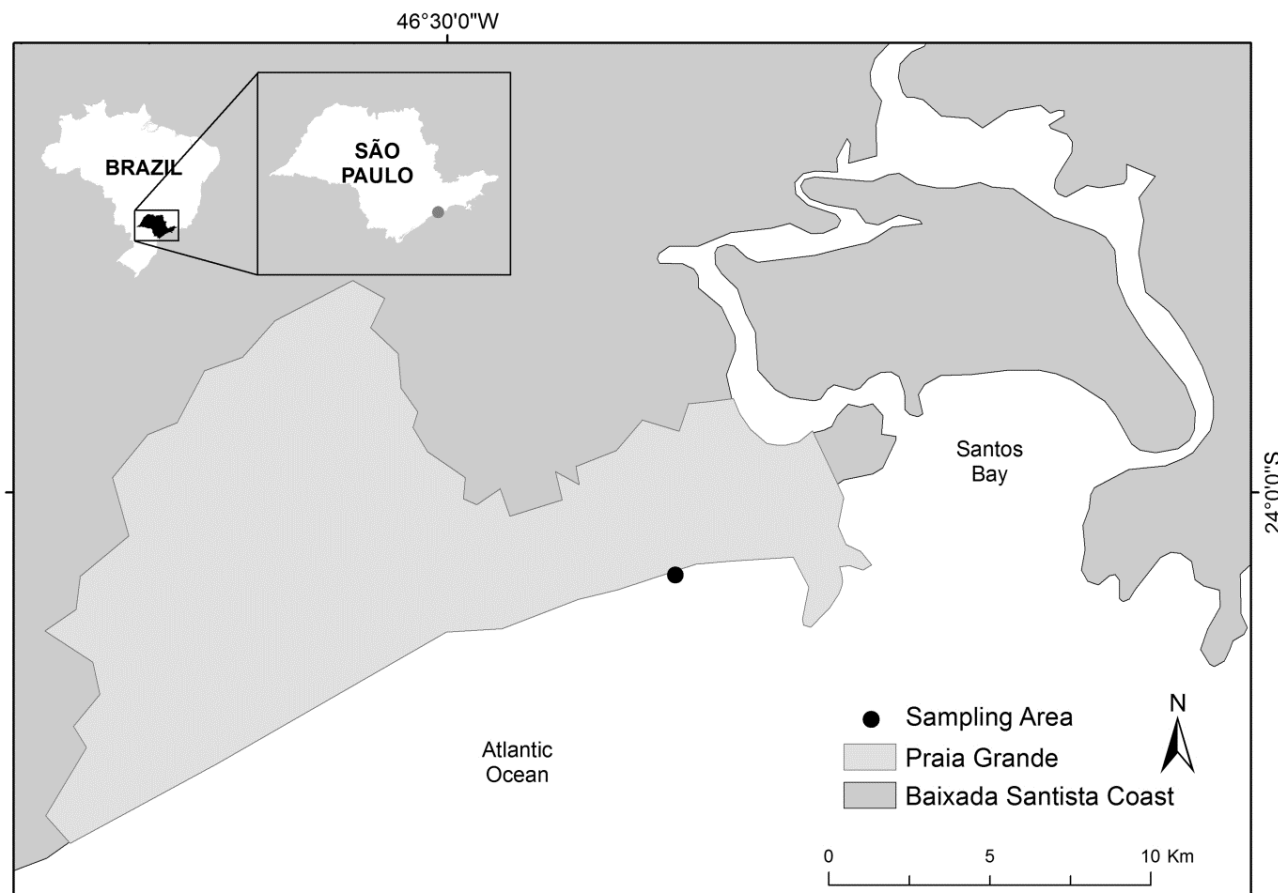 46°30'0"W
BRAZIL
SÃO
PAULO
Santos
Bay
24°0'0"S
Atlantic
Ocean
N
Sampling Area
Praia Grande
Baixada Santista Coast
0 5 10 Km